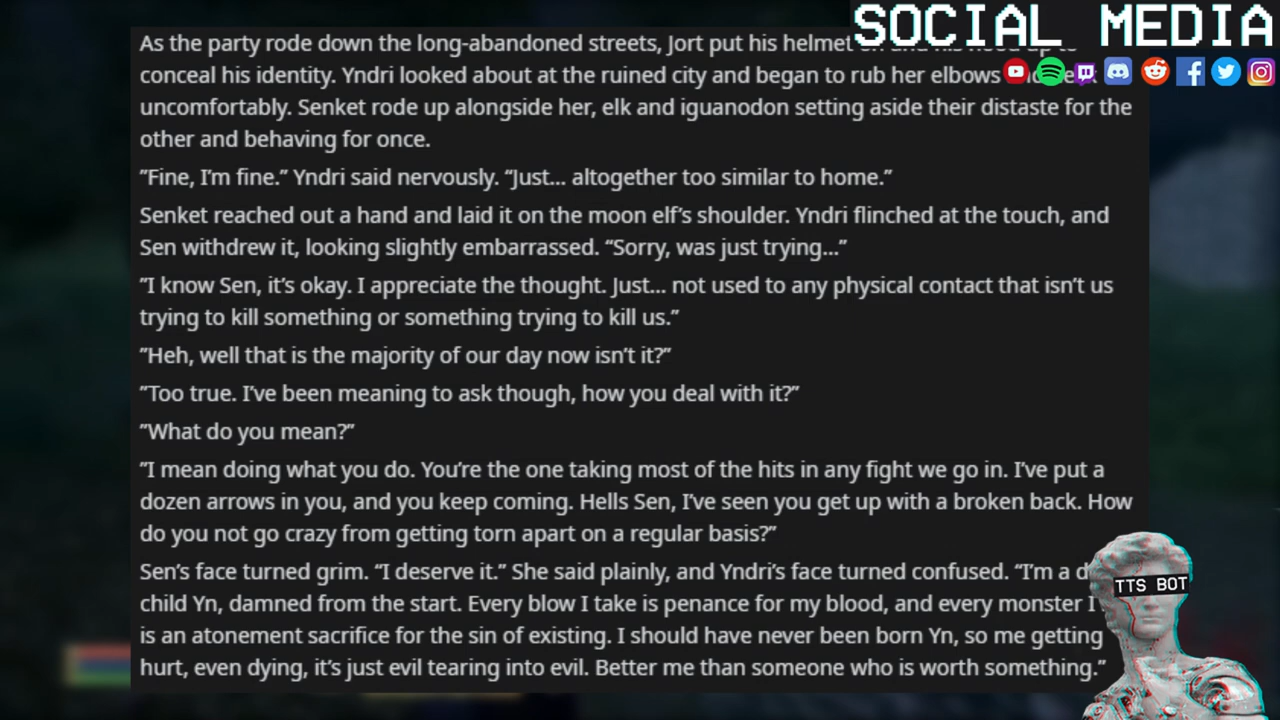 SOCIAL MEDIA
As the party rode down the long-abandoned streets, Jort put his helmet
conceal his identity. Yndri looked about at the ruined city and began to rub her elbows
uncomfortably. Senket rode up alongside her, elk and iguanodon setting aside their distaste for the
other and behaving for once.
"Fine, I'm fine." Yndri said nervously. "Just... altogether too similar to home."
Senket reached out a hand and laid it on the moon elf's shoulder. Yndri flinched at the touch, and
Sen withdrew it, looking slightly embarrassed. "Sorry, was just trying..."
"I know Sen, it's okay. I appreciate the thought. Just... not used to any physical contact that isn't us
trying to kill something or something trying to kill us."
"Heh, well that is the majority of our day now isn't it?"
"Too true. I've been meaning to ask though, how you deal with it?"
"What do you mean?"
"I mean doing what you do. You're the one taking most of the hits in any fight we go in. I've put a
dozen arrows in you, and you keep coming. Hells Sen, I've seen you get up with a broken back. How
do you not go crazy from getting torn apart on a regular basis?"
Sen's face turned grim. "I deserve it." She said plainly, and Yndri's face turned confused. "I'm a
child Yn, damned from the start. Every blow I take is penance for my blood, and every monster I
is an atonement sacrifice for the sin of existing. I should have never been born Yn, so me getting
hurt, even dying, it's just evil tearing into evil. Better me than someone who is worth something."
TTS BOT